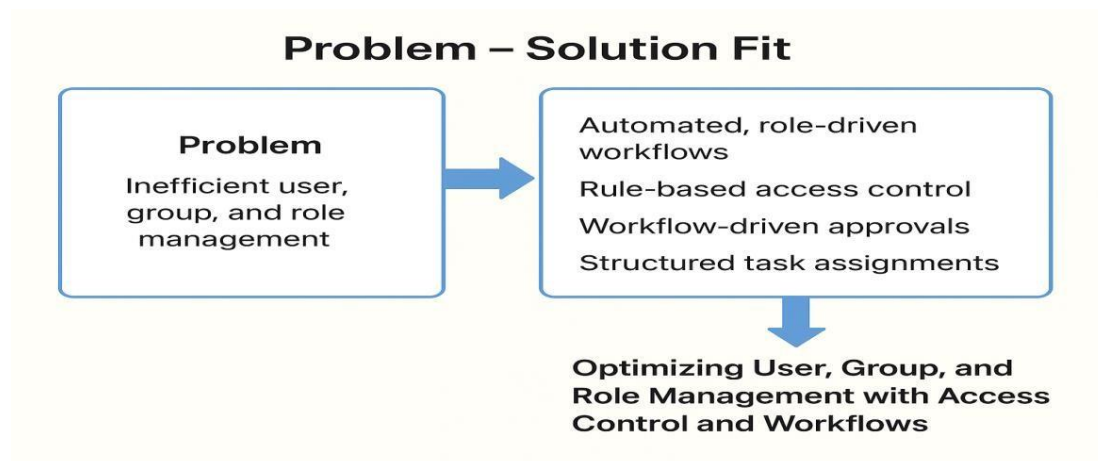 Problem – Solution Fit
Problem
Inefficient user,
group, and role
management
Automated, role-driven
workflows
Rule-based access control
Workflow-driven approvals
Structured task assignments
Optimizing User, Group, and
Role Management with Access
Control and Workflows